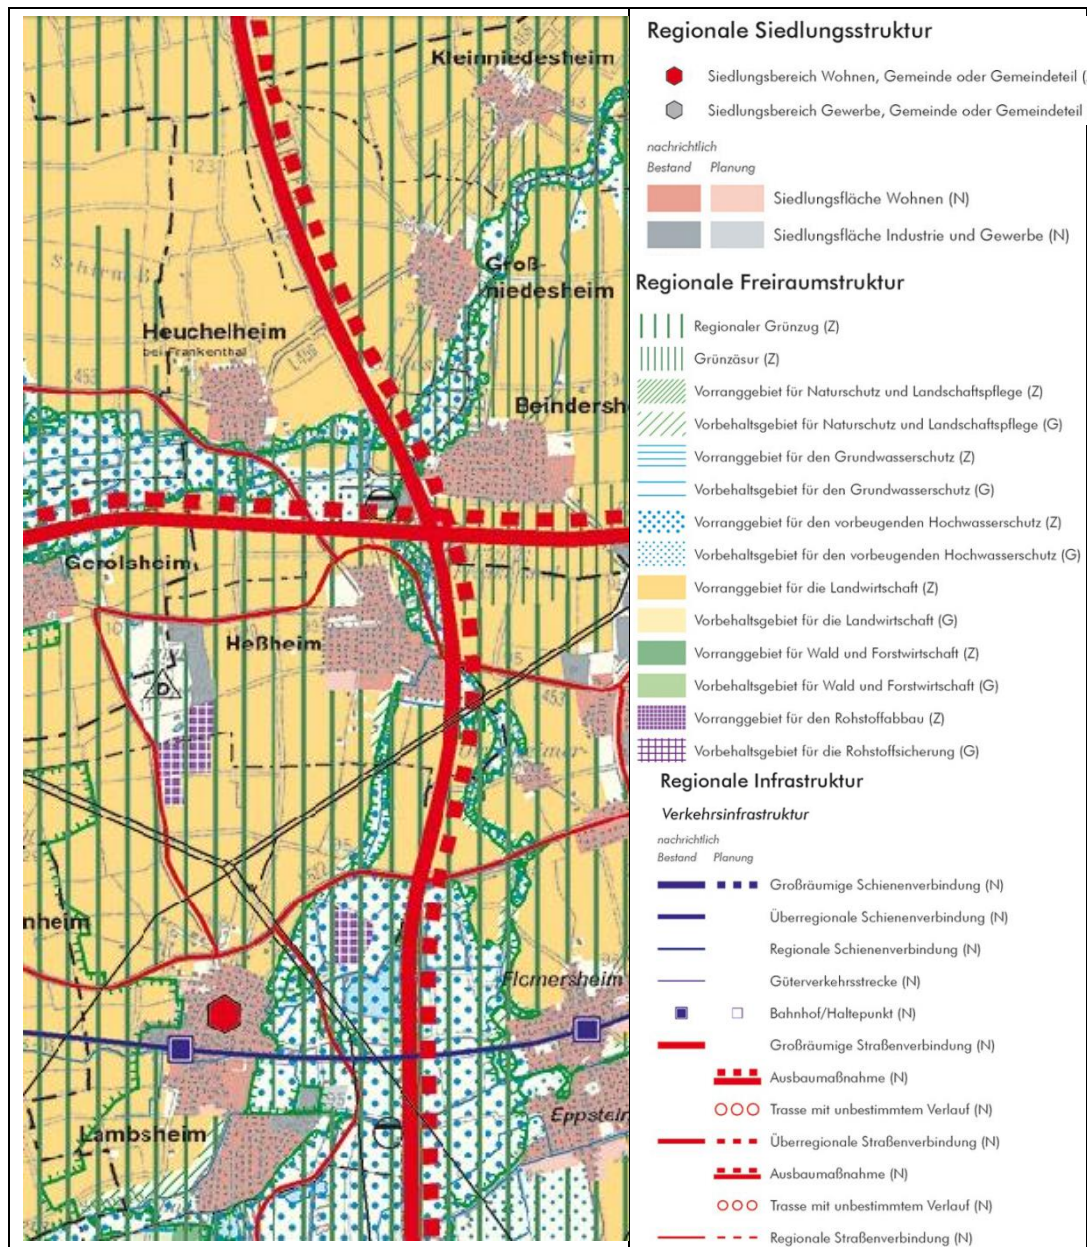 Kleinniedesheim
1231
Groß-
niedesheim
Heuchelheim
bei Frankenthal
L456
453
Beindersh
Gerolsheim
Heßheim
D
453
nheim
Flomersheim
Lambsheim
Eppstein
Regionale Siedlungsstruktur
Siedlungsbereich Wohnen, Gemeinde oder Gemeindeteil (
Siedlungsbereich Gewerbe, Gemeinde oder Gemeindeteil
nachrichtlich
Bestand Planung
Siedlungsfläche Wohnen (N)
Siedlungsfläche Industrie und Gewerbe (N)
Regionale Freiraumstruktur
Regionaler Grünzug (Z)
Grünzäsur (Z)
Vorranggebiet für Naturschutz und Landschaftspflege (Z)
Vorbehaltsgebiet für Naturschutz und Landschaftspflege (G)
Vorranggebiet für den Grundwasserschutz (Z)
Vorbehaltsgebiet für den Grundwasserschutz (G)
Vorranggebiet für den vorbeugenden Hochwasserschutz (Z)
Vorbehaltsgebiet für den vorbeugenden Hochwasserschutz (G)
Vorranggebiet für die Landwirtschaft (Z)
Vorbehaltsgebiet für die Landwirtschaft (G)
Vorranggebiet für Wald und Forstwirtschaft (Z)
Vorbehaltsgebiet für Wald und Forstwirtschaft (G)
Vorranggebiet für den Rohstoffabbau (Z)
Vorbehaltsgebiet für die Rohstoffsicherung (G)
Regionale Infrastruktur
Verkehrsinfrastruktur
nachrichtlich
Bestand Planung
Großräumige Schienenverbindung (N)
Überregionale Schienenverbindung (N)
Regionale Schienenverbindung (N)
Güterverkehrsstrecke (N)
Bahnhof/Haltepunkt (N)
Großräumige Straßenverbindung (N)
Ausbaumaßnahme (N)
Trasse mit unbestimmtem Verlauf (N)
Überregionale Straßenverbindung (N)
Ausbaumaßnahme (N)
Trasse mit unbestimmtem Verlauf (N)
Regionale Straßenverbindung (N)